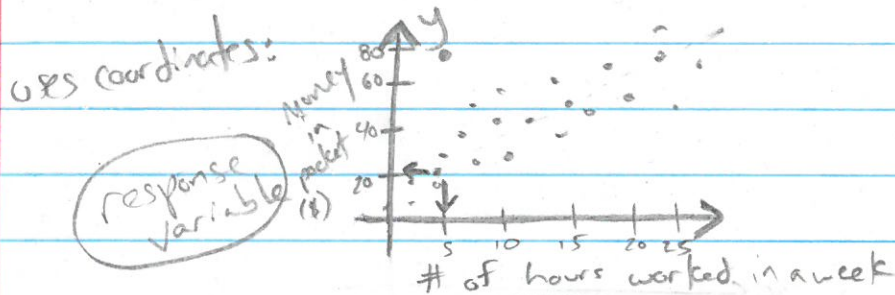 uses coordinates:
y
Money
in
pocket
($)
80
60
40
20
response
variable
5 10 15 20 25
# of hours worked in a week